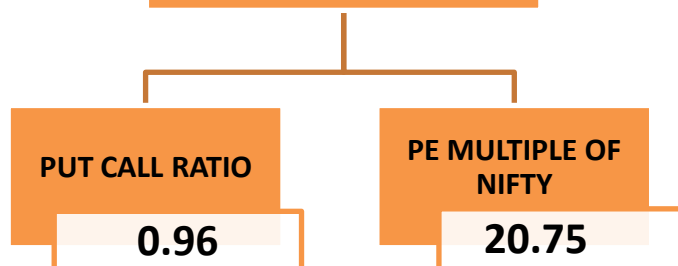 PUT CALL RATIO
0.96
PE MULTIPLE OF
NIFTY
20.75